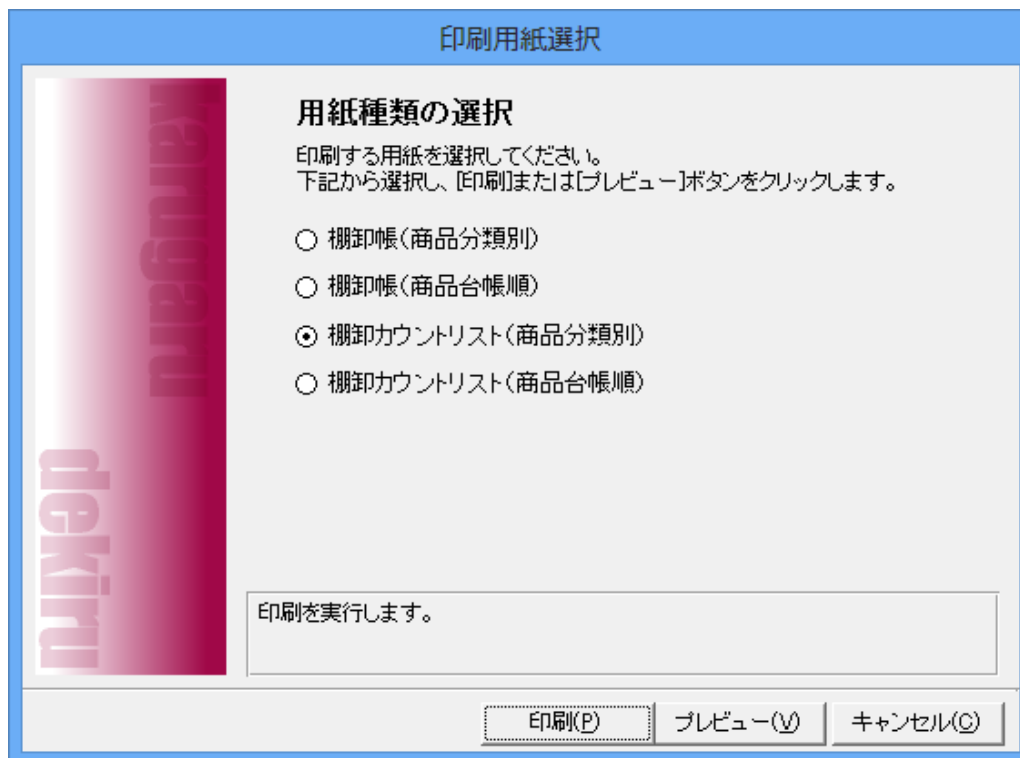 印刷用紙選択
karugaru
dekiru
用紙種類の選択
印刷する用紙を選択してください。
下記から選択し、[印刷]または[プレビュー]ボタンをクリックします。
棚卸帳(商品分類別)
棚卸帳(商品台帳順)
棚卸カウントリスト(商品分類別)
棚卸カウントリスト(商品台帳順)
印刷を実行します。
印刷(P) プレビュー(V) キャンセル(C)